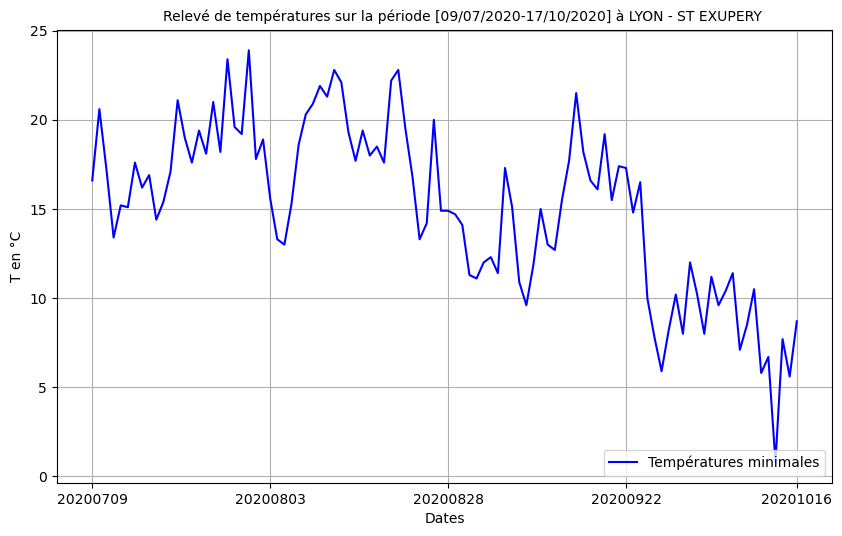 Relevé de températures sur la période [09/07/2020-17/10/2020] à LYON - ST EXUPERY
25
20
15
10
5
0
T en °C
Températures minimales
20200709 20200803 20200828 20200922 20201016
Dates